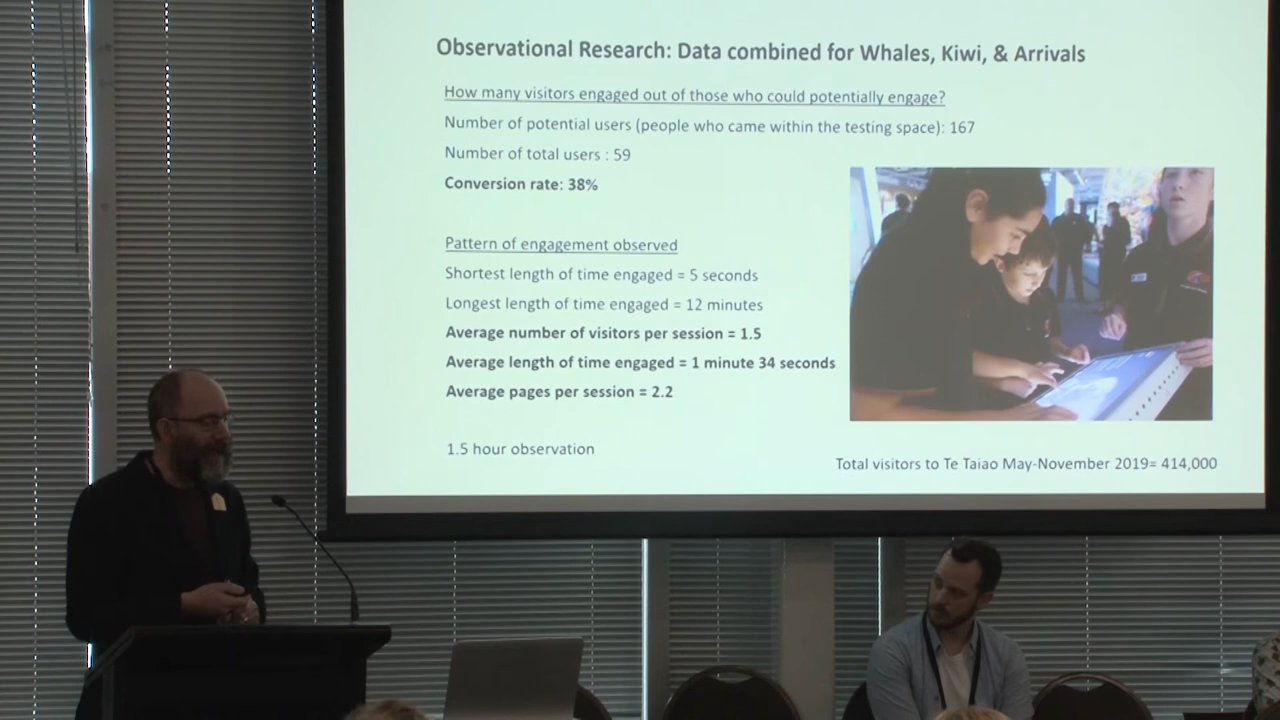 Observational Research: Data combined for Whales, Kiwi, & Arrivals
How many visitors engaged out of those who could potentially engage?
Number of potential users (people who came within the testing space): 167
Number of total users : 59
Conversion rate: 38%
Pattern of engagement observed
Shortest length of time engaged = 5 seconds
Longest length of time engaged = 12 minutes
Average number of visitors per session = 1.5
Average length of time engaged = 1 minute 34 seconds
Average pages per session = 2.2
1.5 hour observation
Total visitors to Te Taiao May-November 2019= 414,000